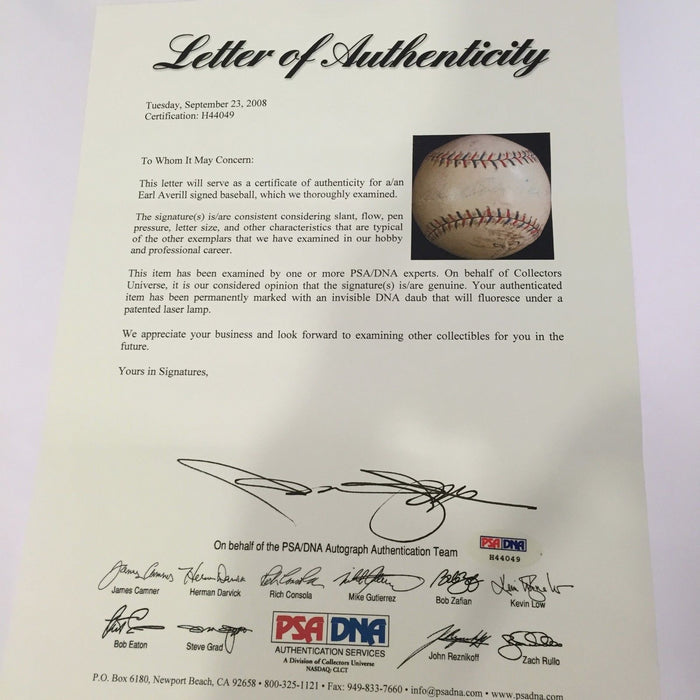 Letter of Authenticity
Tuesday, September 23, 2008
Certification: H44049
To Whom It May Concern:
This letter will serve as a certificate of authenticity for a/an
Earl Averill signed baseball, which we thoroughly examined.
The signature(s) is/are consistent considering slant, flow, pen
pressure, letter size, and other characteristics that are typical
of the other exemplars that we have examined in our hobby
and professional career.
This item has been examined by one or more PSA/DNA experts. On behalf of Collectors
Universe, it is our considered opinion that the signature(s) is/are genuine. Your authenticated
item has been permanently marked with an invisible DNA daub that will fluoresce under a
patented laser lamp.
We appreciate your business and look forward to examining other collectibles for you in the
future.
Yours in Signatures,
On behalf of the PSA/DNA Autograph Authentication Team
PSA DNA
H44049
James Camner Herman Darvick Rich Consola Mike Gutierrez Bob Zafian Kevin Low
Bob Eaton Steve Grad John Reznikoff Zach Rullo
PSA DNA
AUTHENTICATION SERVICES
A Division of Collectors Universe
NASDAQ: CLCT
P.O. Box 6180, Newport Beach, CA 92658 • 800-325-1121 • Fax: 949-833-7660 • info@psadna.com • www.psadna.com